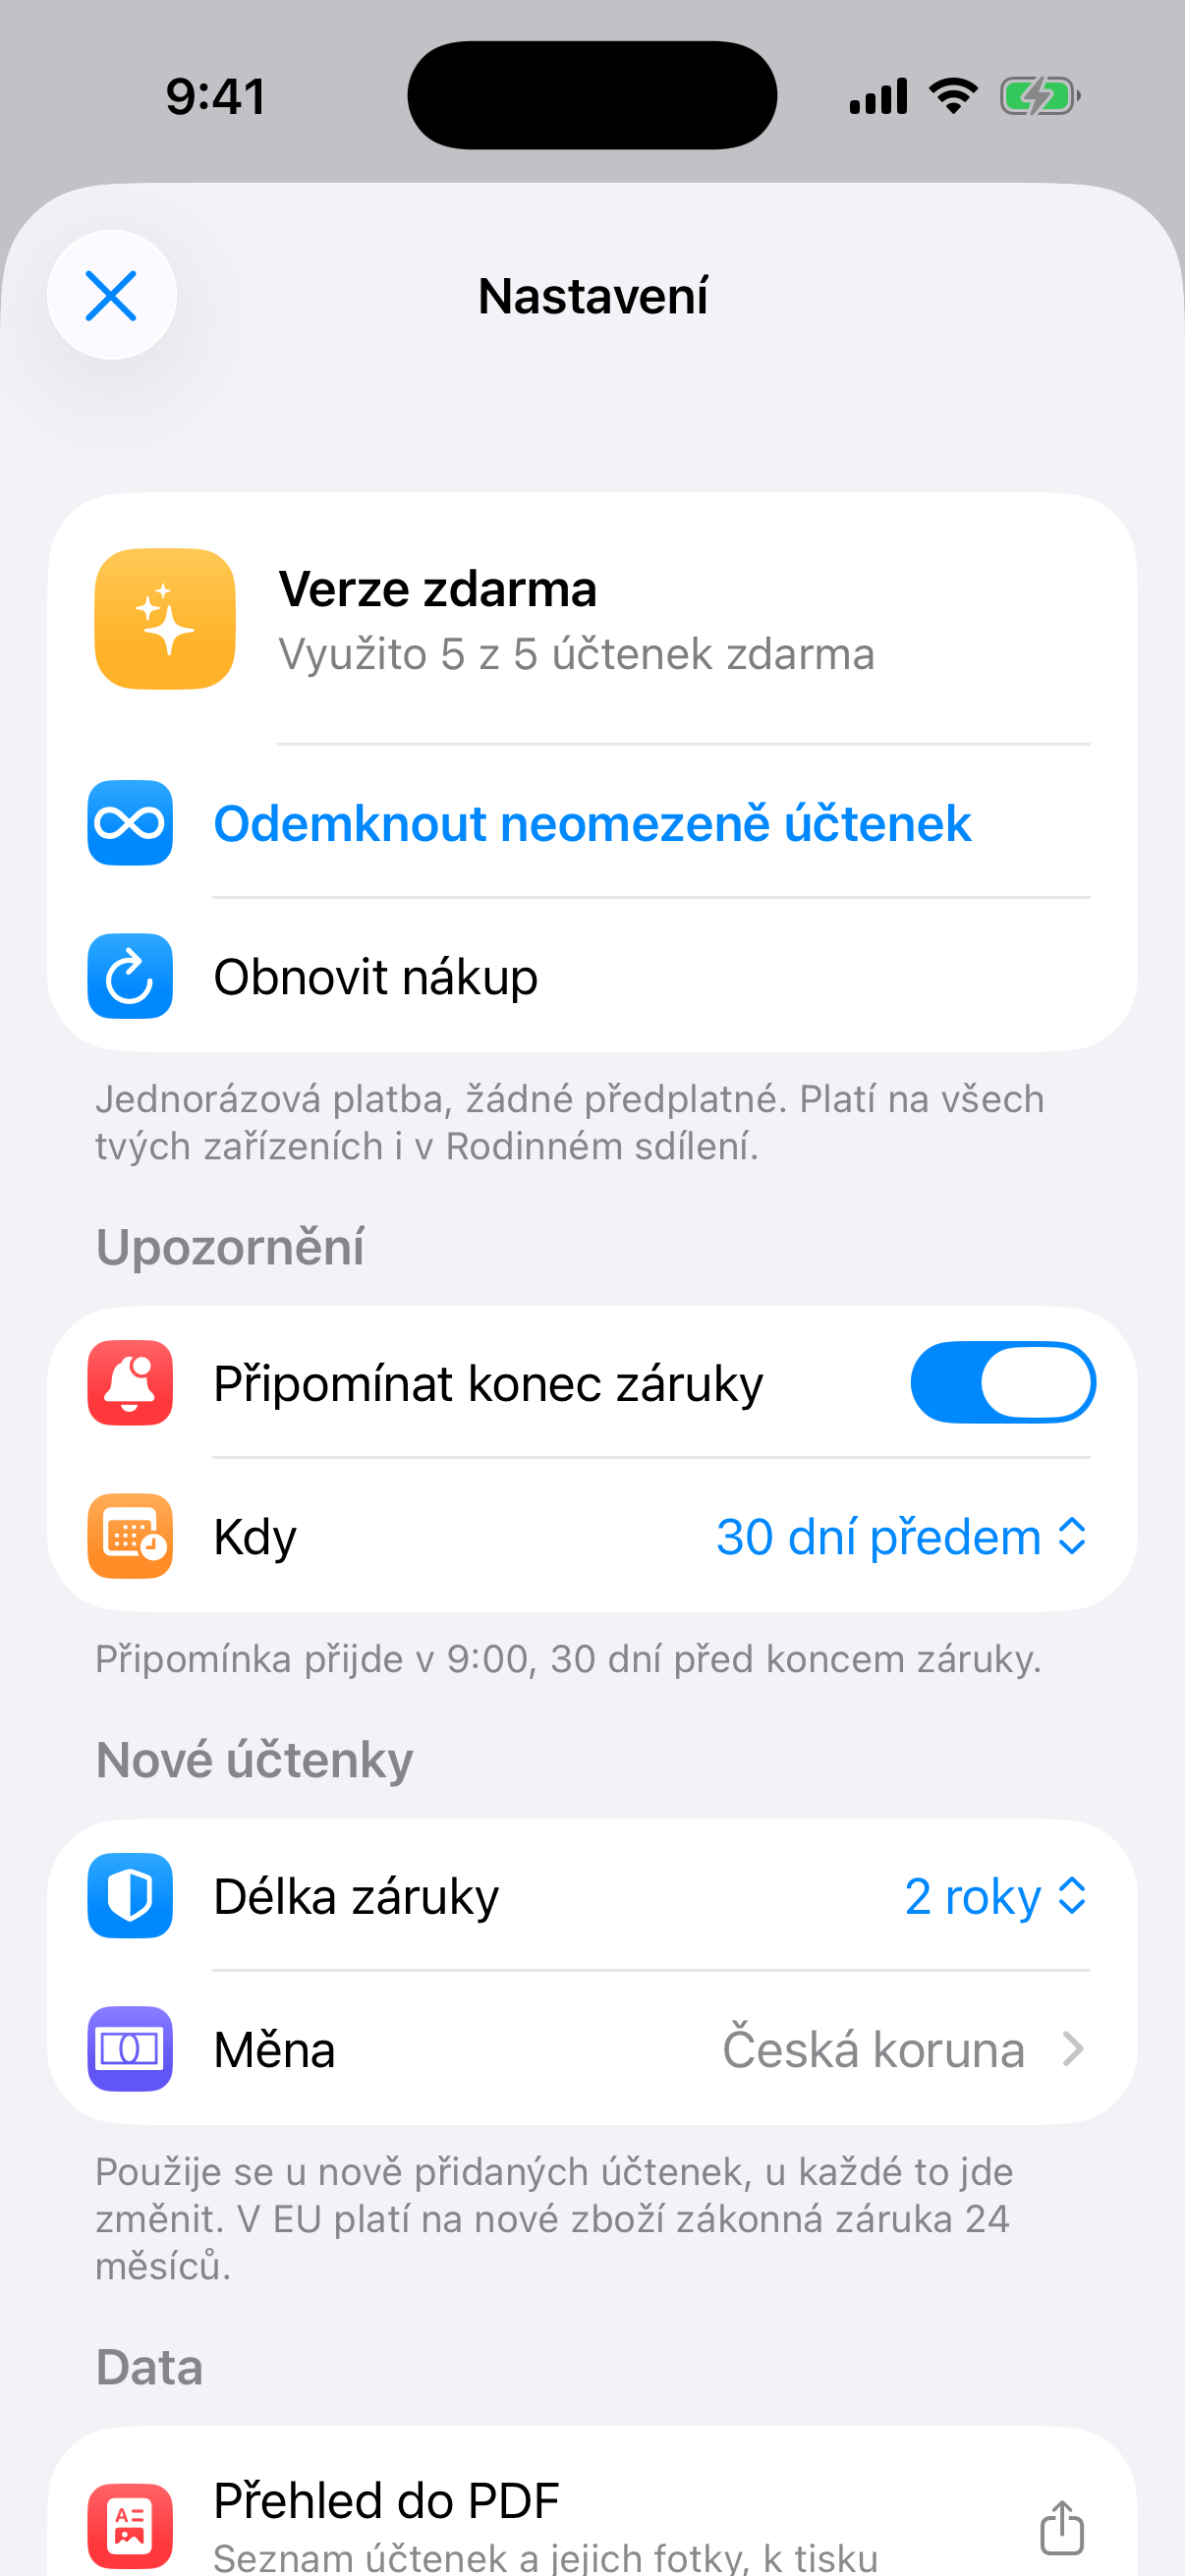 9:41
Nastavení
Verze zdarma
Využito 5 z 5 účtenek zdarma
Odemknout neomezeně účtenek
Obnovit nákup
Jednorázová platba, žádné předplatné. Platí na všech
tvých zařízeních i v Rodinném sdílení.
Upozornění
Připomínat konec záruky
Kdy
30 dní předem
Připomínka přijde v 9:00, 30 dní před koncem záruky.
Nové účtenky
Délka záruky
2 roky
Měna
Česká koruna
Použije se u nově přidaných účtenek, u každé to jde
změnit. V EU platí na nové zboží zákonná záruka 24
měsíců.
Data
Přehled do PDF
Seznam účtenek a jejich fotky, k tisku